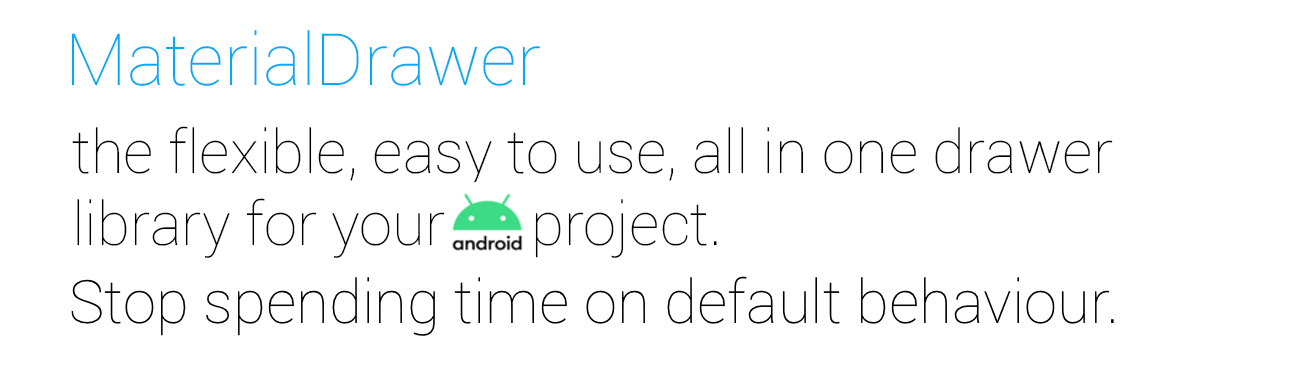 MaterialDrawer
the flexible, easy to use, all in one drawer
library for your android project.
Stop spending time on default behaviour.